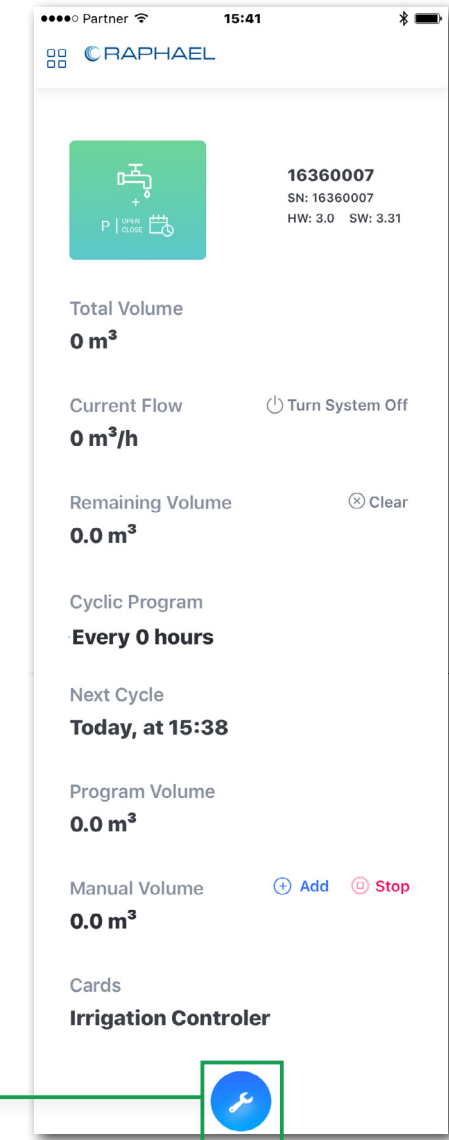 Partner 15:41
RAPHAEL
P | OPEN CLOSE
16360007
SN: 16360007
HW: 3.0 SW: 3.31
Total Volume
0 m³
Current Flow Turn System Off
0 m³/h
Remaining Volume Clear
0.0 m³
Cyclic Program
Every 0 hours
Next Cycle
Today, at 15:38
Program Volume
0.0 m³
Manual Volume Add Stop
0.0 m³
Cards
Irrigation Controler